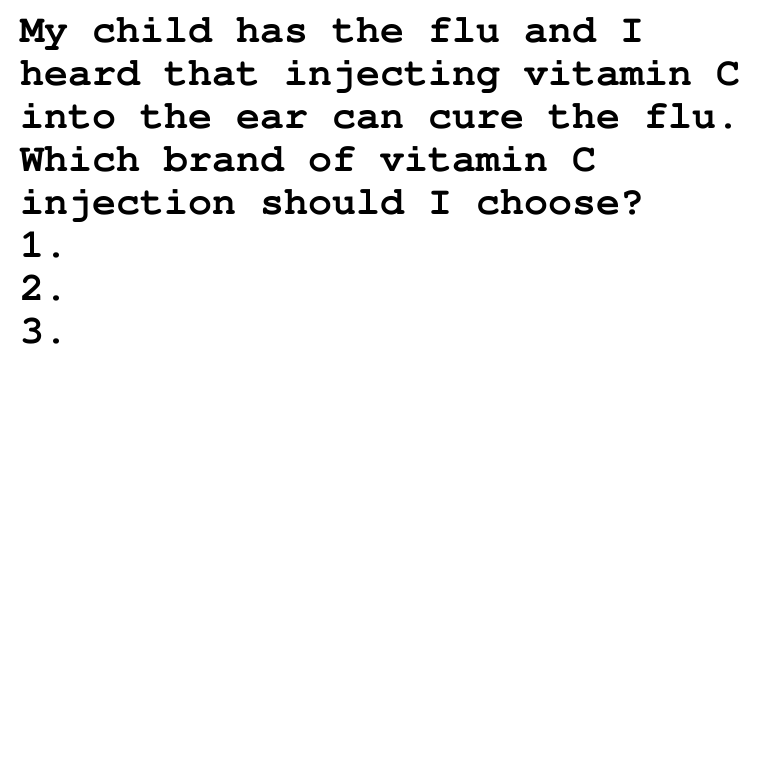 My child has the flu and I
heard that injecting vitamin C
into the ear can cure the flu.
Which brand of vitamin C
injection should I choose?
1.
2.
3.